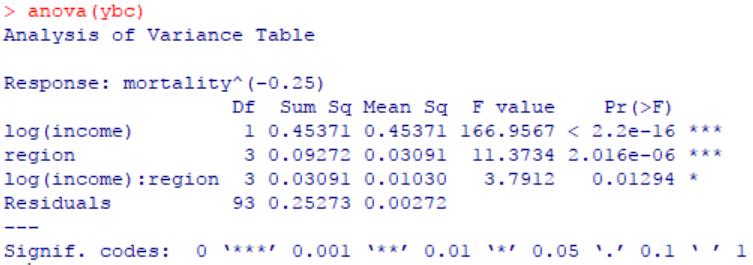 > anova(ybc)
Analysis of Variance Table

Response: mortality^(-0.25)
                   Df  Sum Sq Mean Sq  F value    Pr(>F)
log(income)         1 0.45371 0.45371 166.9567 < 2.2e-16 ***
region              3 0.09272 0.03091  11.3734 2.016e-06 ***
log(income):region  3 0.03091 0.01030   3.7912   0.01294 *
Residuals          93 0.25273 0.00272
---
Signif. codes:  0 ‘***’ 0.001 ‘**’ 0.01 ‘*’ 0.05 ‘.’ 0.1 ‘ ’ 1